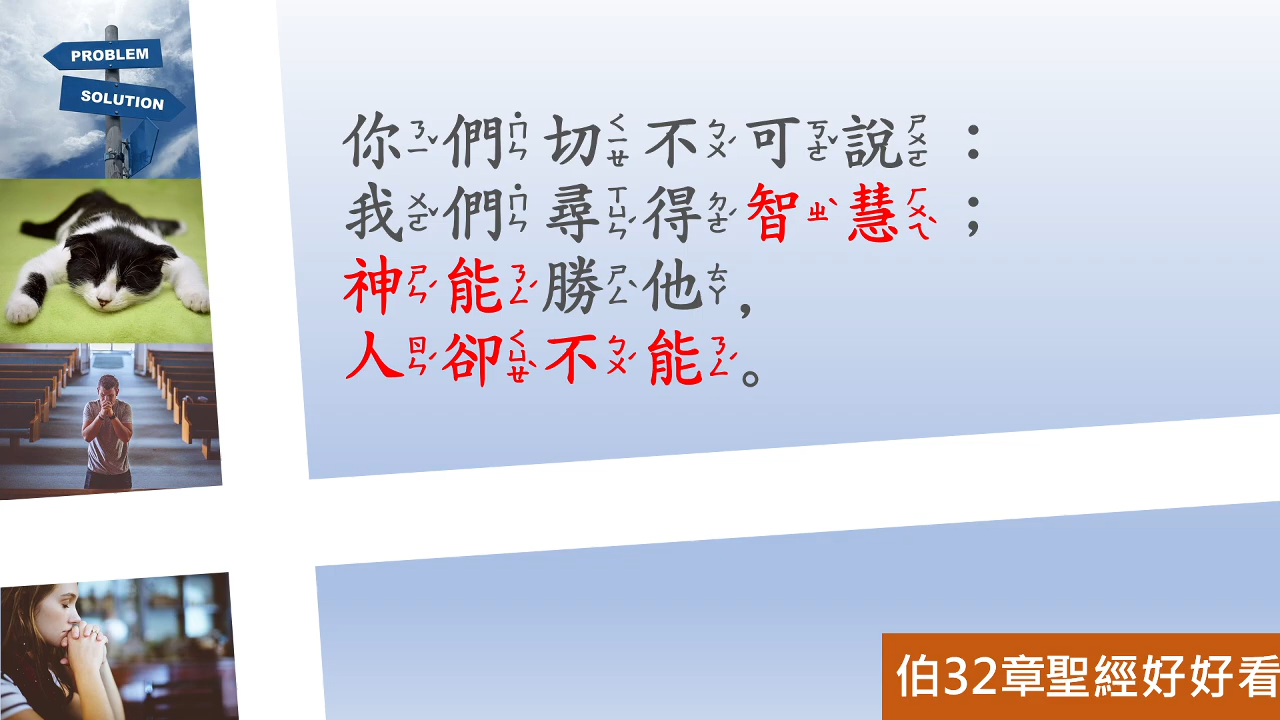 PROBLEM
SOLUTION
你們切不可說：
我們尋得智慧；
神能勝他，
人卻不能。
伯32章聖經好好看